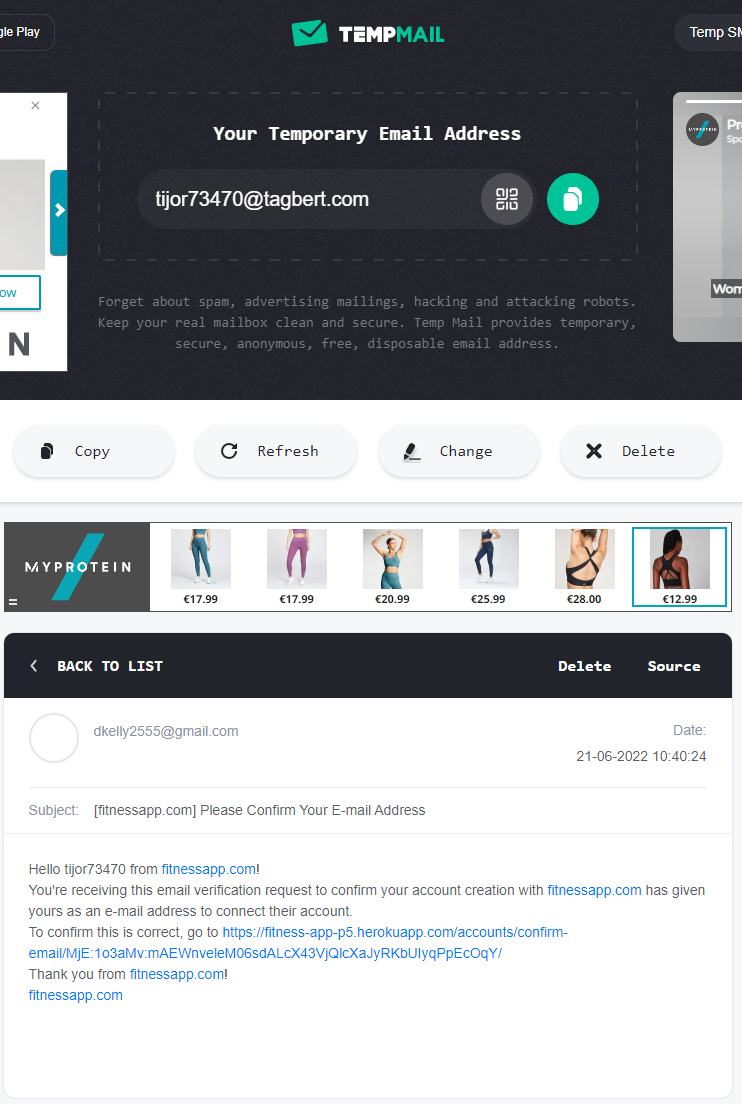 gle Play
TEMPMAIL
Temp SM
Your Temporary Email Address
tijor73470@tagbert.com
ow
N
MYPROTEIN
Pr
Spo
Wom
Forget about spam, advertising mailings, hacking and attacking robots.
Keep your real mailbox clean and secure. Temp Mail provides temporary,
secure, anonymous, free, disposable email address.
Copy
Refresh
Change
Delete
MYPROTEIN
€17.99
€17.99
€20.99
€25.99
€28.00
€12.99
BACK TO LIST
Delete
Source
dkelly2555@gmail.com
Date:
21-06-2022 10:40:24
Subject: [fitnessapp.com] Please Confirm Your E-mail Address
Hello tijor73470 from fitnessapp.com!
You're receiving this email verification request to confirm your account creation with fitnessapp.com has given
yours as an e-mail address to connect their account.
To confirm this is correct, go to https://fitness-app-p5.herokuapp.com/accounts/confirm-
email/MjE:1o3aMv:mAEWnveleM06sdALcX43VjQlcXaJyRKbUIyqPpEcOqY/
Thank you from fitnessapp.com!
fitnessapp.com